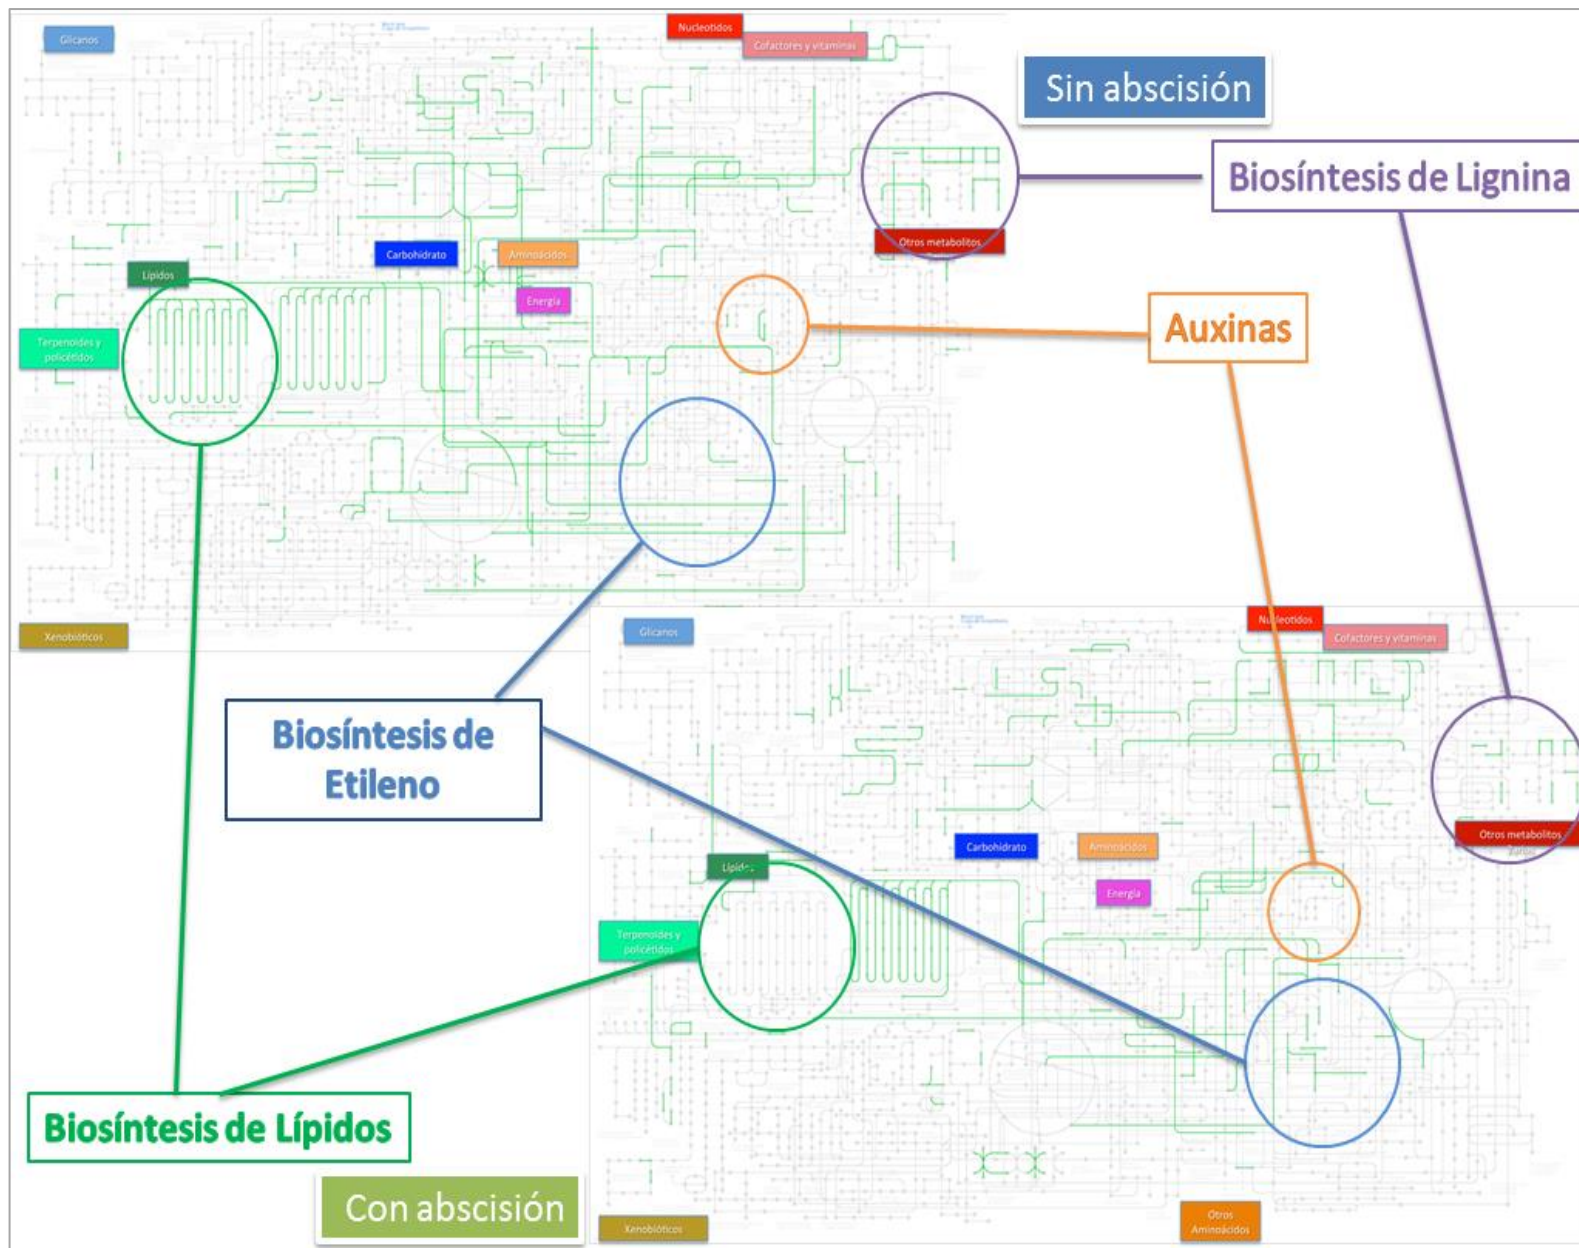 Glicanos
Nucleotidos
Cofactores y vitaminas
Sin abscisión
Biosíntesis de Lignina
Otros metabolitos
Carbohidrato
Aminoácidos
Lípidos
Energía
Auxinas
Terpenoides y
policétidos
Xenobióticos
Glicanos
Nucleotidos
Cofactores y vitaminas
Biosíntesis de
Etileno
Otros metabolitos
Carbohidrato
Aminoácidos
Lípidos
Energía
Terpenoides y
policétidos
Biosíntesis de Lípidos
Con abscisión
Xenobióticos
Otros
Aminoácidos